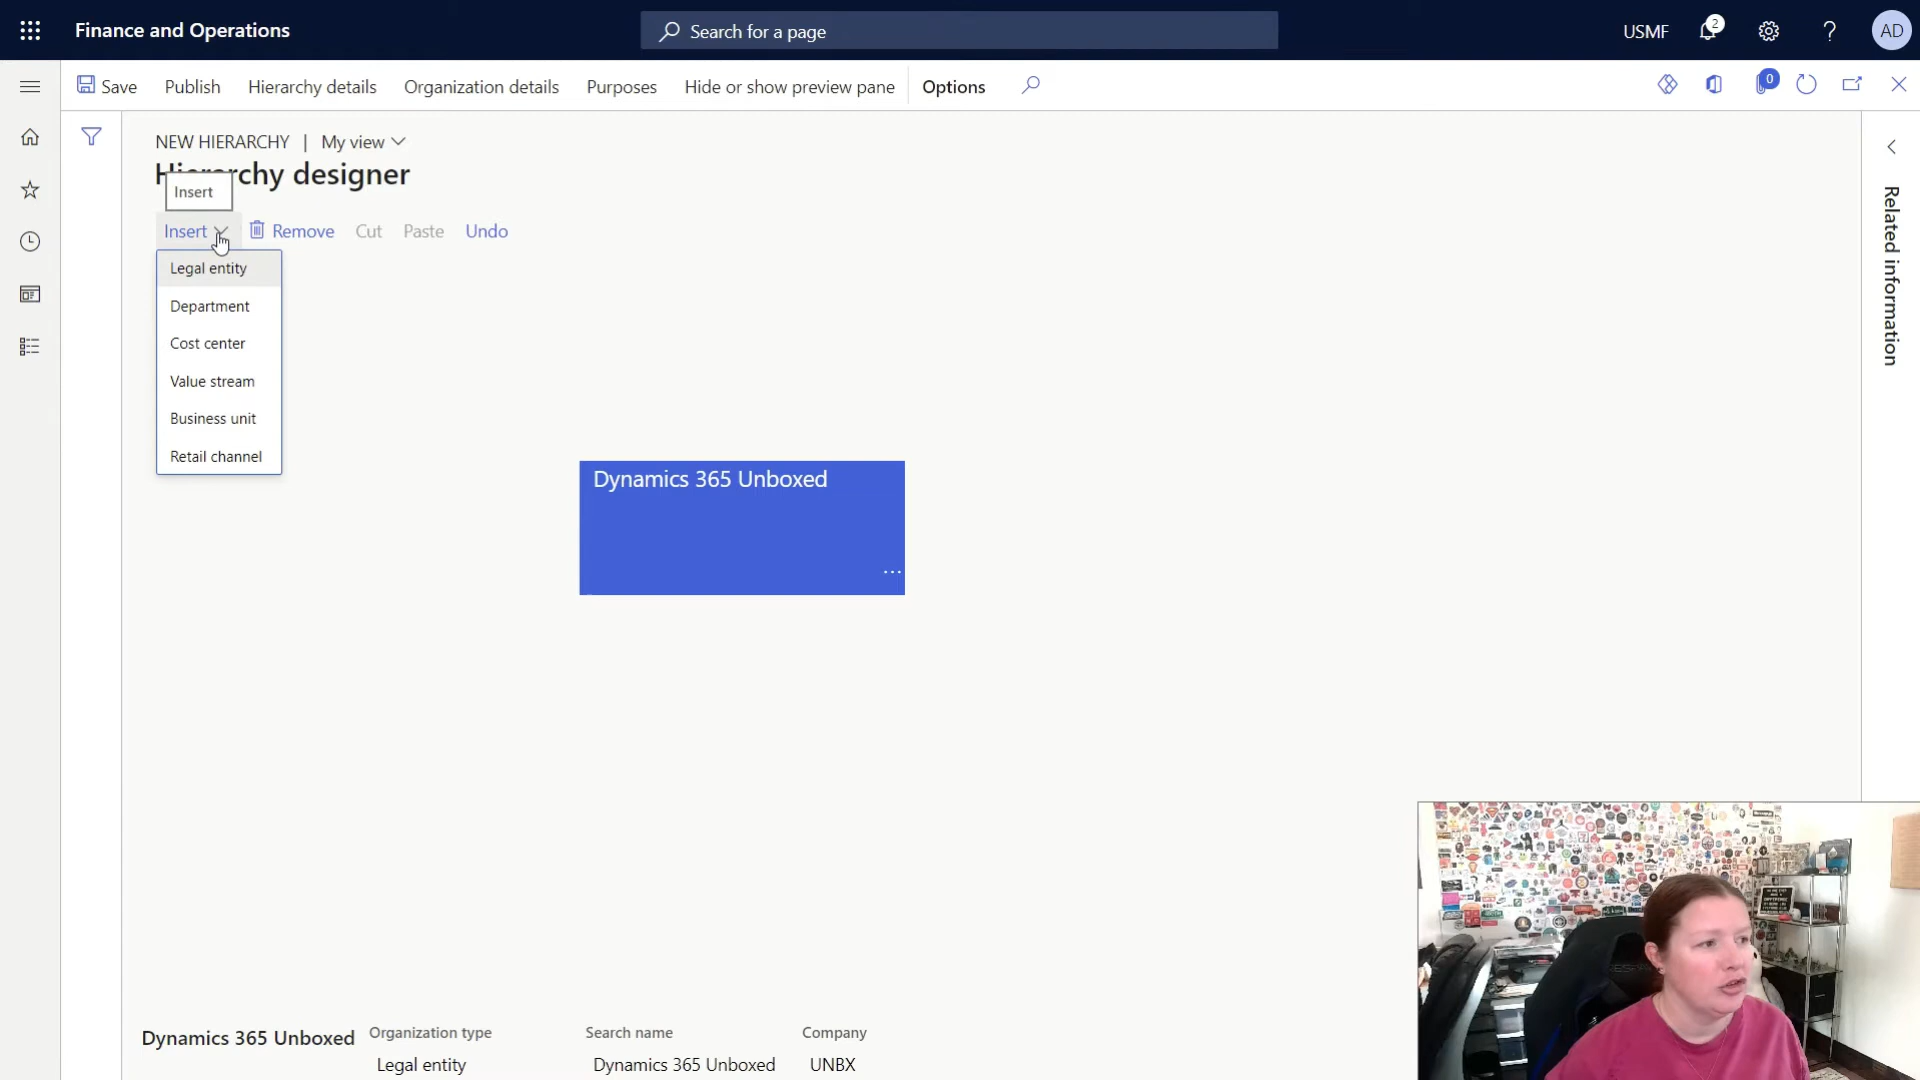 Finance and Operations
Search for a page
USMF
2
?
AD
Save
Publish
Hierarchy details
Organization details
Purposes
Hide or show preview pane
Options
0
NEW HIERARCHY | My view
Hierarchy designer
Insert
Insert
Remove
Cut
Paste
Undo
Legal entity
Department
Cost center
Value stream
Business unit
Retail channel
Dynamics 365 Unboxed
...
Related information
Dynamics 365 Unboxed
Organization type
Legal entity
Search name
Dynamics 365 Unboxed
Company
UNBX